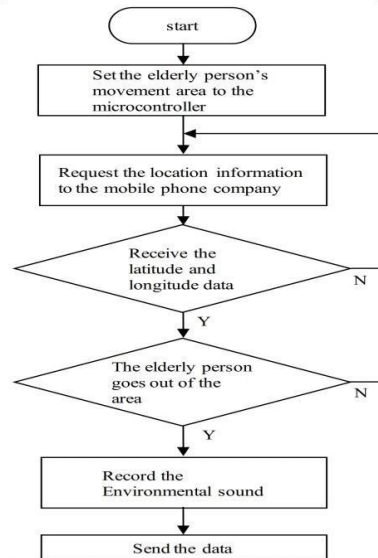 start
Set the elderly person's
movement area to the
microcontroller
Request the location information
to the mobile phone company
Receive the
latitude and
longitude data
N
Y
The elderly person
goes out of the
area
N
Y
Record the
Environmental sound
Send the data